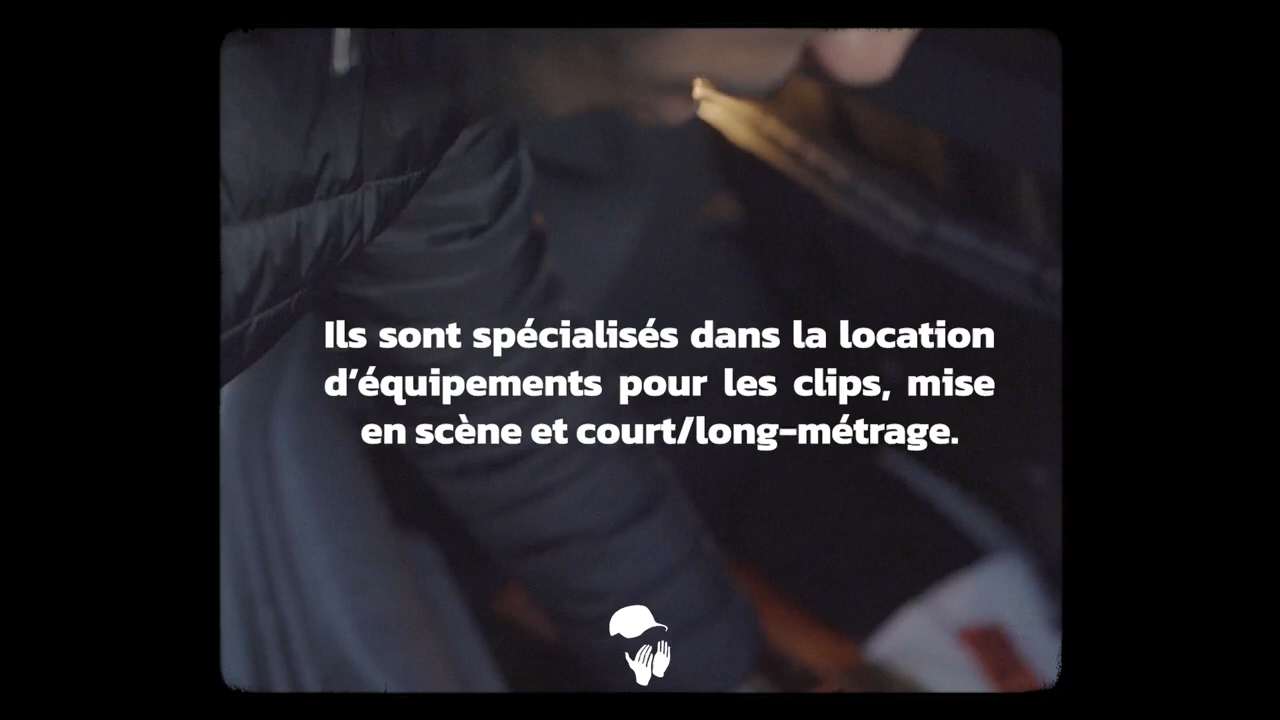 Ils sont spécialisés dans la location
d’équipements pour les clips, mise
en scène et court/long-métrage.